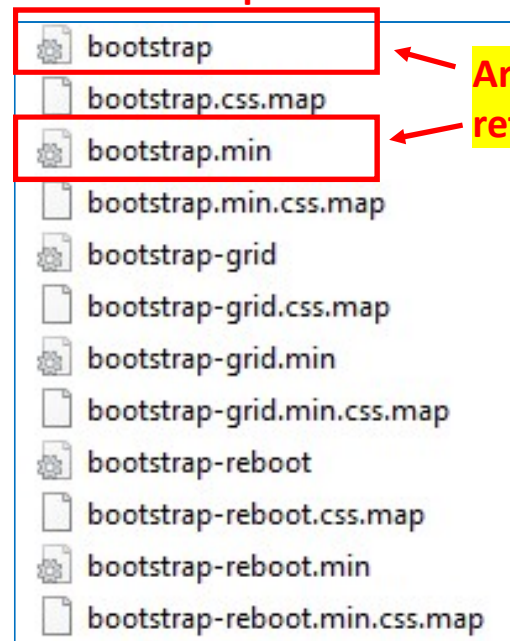 bootstrap
bootstrap.css.map
bootstrap.min
bootstrap.min.css.map
bootstrap-grid
bootstrap-grid.css.map
bootstrap-grid.min
bootstrap-grid.min.css.map
bootstrap-reboot
bootstrap-reboot.css.map
bootstrap-reboot.min
bootstrap-reboot.min.css.map